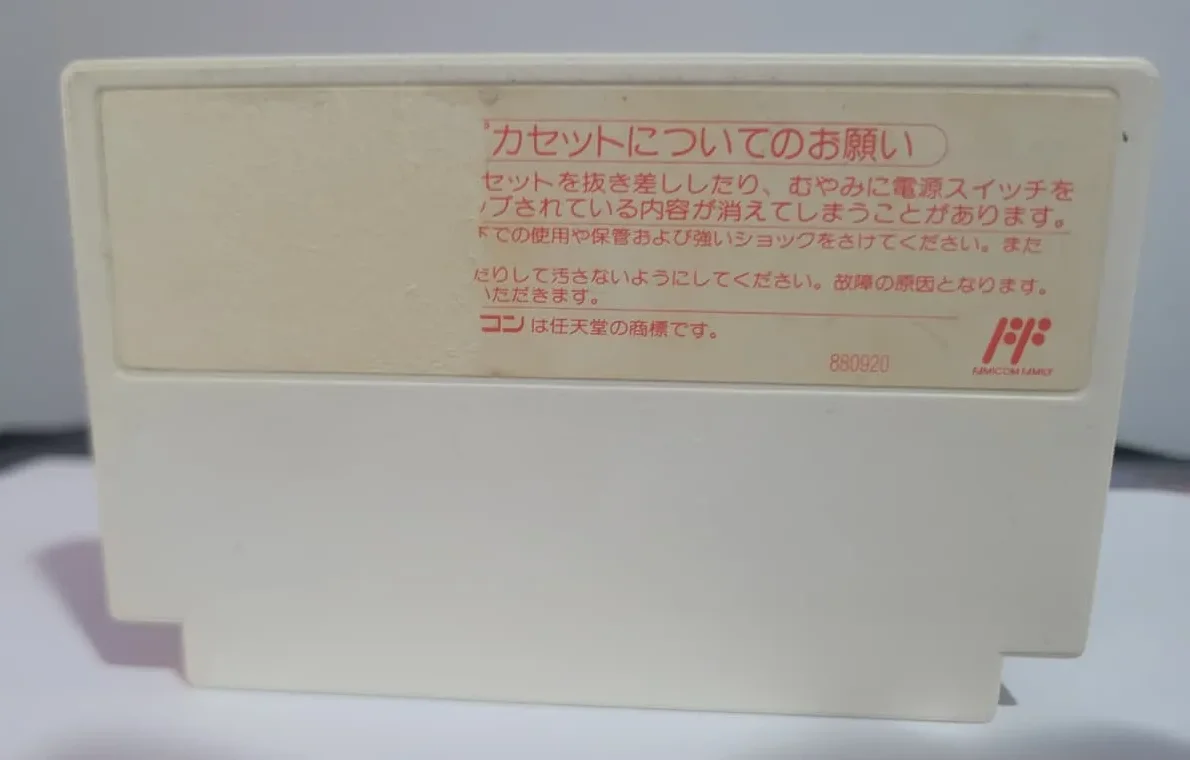 カセットについてのお願い
セットを抜き差ししたり、むやみに電源スイッチを
プされている内容が消えてしまうことがあります。
での使用や保管および強いショックをさけてください。また
だりして汚さないようにしてください。故障の原因となります。
いただきます。
コンは任天堂の商標です。
880920
FAMICOM FAMILY